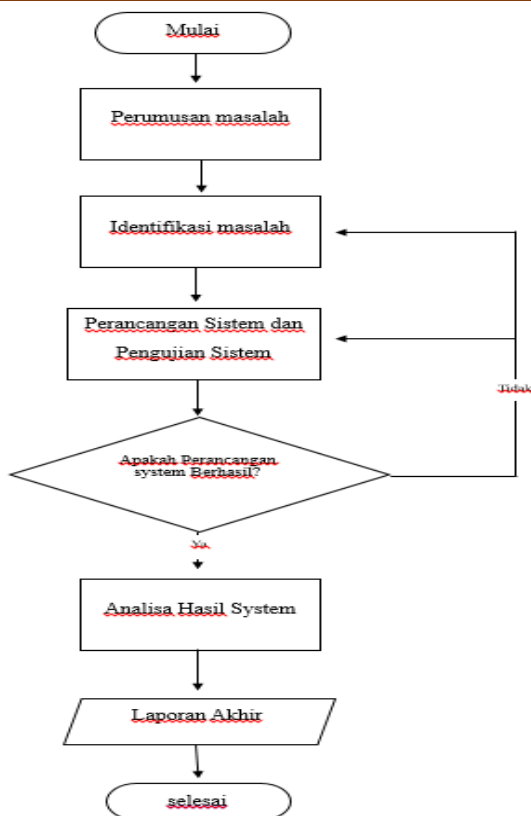 Mulai
Perumusan masalah
Identifikasi masalah
Perancangan Sistem dan
Pengujian Sistem
Tidak
Apakah Perancangan
system Berhasil?
Ya
Analisa Hasil System
Laporan Akhir
selesai